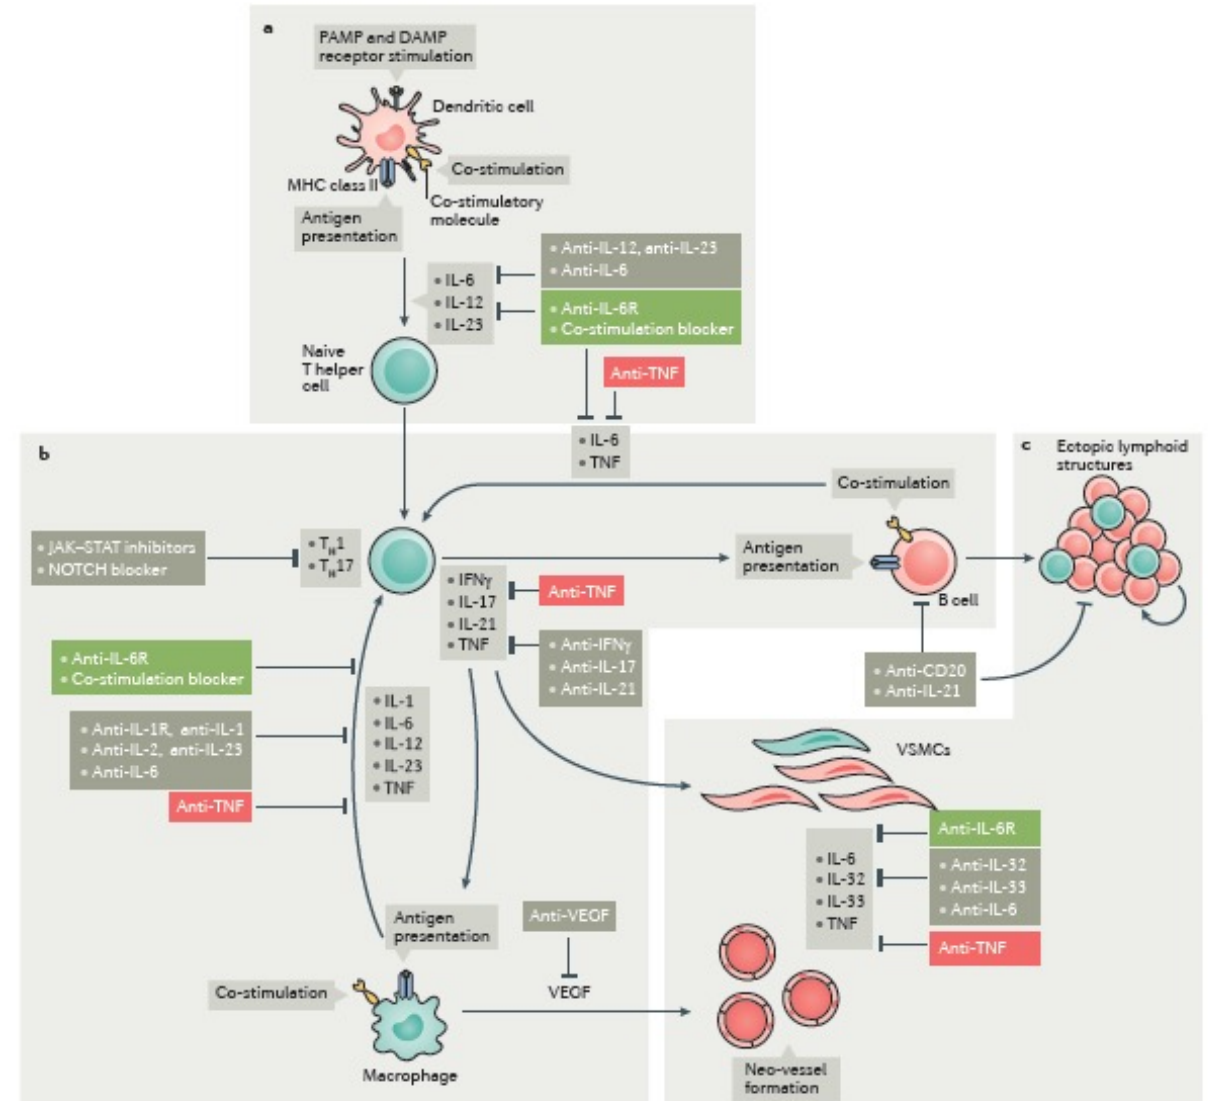 a
PAMP and DAMP
receptor stimulation
Dendritic cell
Co-stimulation
MHC class II
Co-stimulatory
molecule
Antigen
presentation
• Anti-IL-12, anti-IL-23
• Anti-IL-6
• IL-6
• IL-12
• IL-23
• Anti-IL-6R
• Co-stimulation blocker
Naive
T helper
cell
Anti-TNF
• IL-6
• TNF
b
Co-stimulation
• JAK–STAT inhibitors
• NOTCH blocker
• TH1
• TH17
Antigen
presentation
B cell
• IFNγ
• IL-17
• IL-21
• TNF
Anti-TNF
• Anti-IFNγ
• Anti-IL-17
• Anti-IL-21
• Anti-CD20
• Anti-IL-21
• Anti-IL-6R
• Co-stimulation blocker
• Anti-IL-1R, anti-IL-1
• Anti-IL-2, anti-IL-23
• Anti-IL-6
Anti-TNF
• IL-1
• IL-6
• IL-12
• IL-23
• TNF
Antigen
presentation
Co-stimulation
Macrophage
Anti-VEOF
VEOF
c
Ectopic lymphoid
structures
VSMCs
Anti-IL-6R
• IL-6
• IL-32
• IL-33
• TNF
• Anti-IL-32
• Anti-IL-33
• Anti-IL-6
Anti-TNF
Neo-vessel
formation